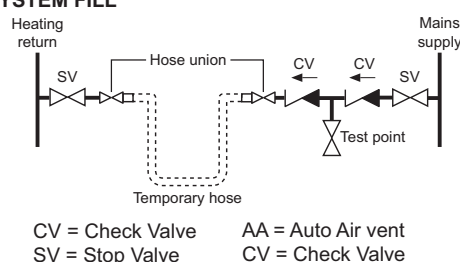 YSTEM FILL
Heating
return
Mains
supply
SV
Hose union
CV
CV
SV
Test point
Temporary hose
CV = Check Valve
AA = Auto Air vent
SV = Stop Valve
CV = Check Valve